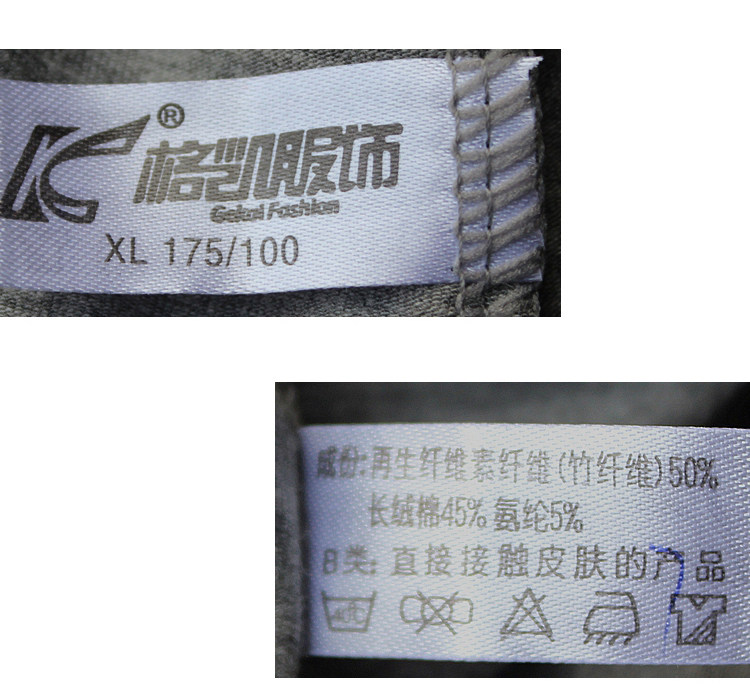 ®
格凯服饰
Gekai Fashion
XL 175/100
成份:再生纤维素纤维(竹纤维)50%
长绒棉45% 氨纶5%
B类:直接接触皮肤的产品
40℃